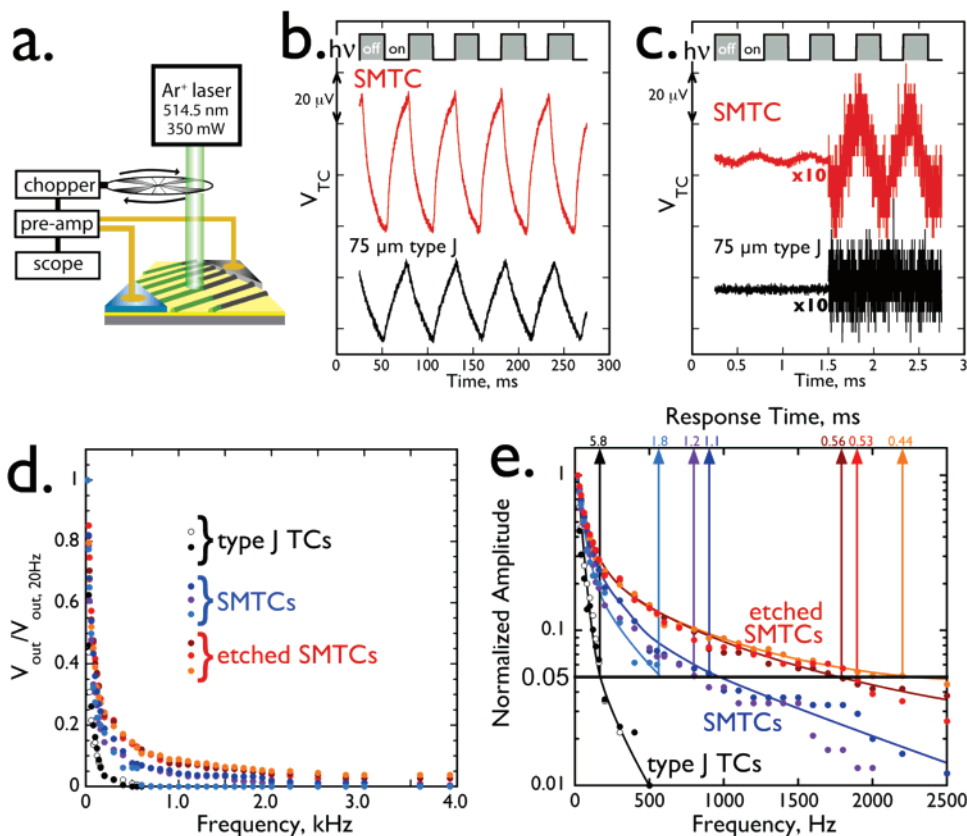 a.
Ar⁺ laser
514.5 nm
350 mW
chopper
pre-amp
scope
b.
hν
off
on
SMTC
20 μV
V_TC
75 μm type J
0
50
100
150
200
250
300
Time, ms
c.
hν
off
on
SMTC
20 μV
x10
V_TC
75 μm type J
x10
0
0.5
1
1.5
2
2.5
3
Time, ms
d.
1
0.8
0.6
0.4
0.2
0
V_out/V_out, 20Hz
type J TCs
SMTCs
etched SMTCs
0
1.0
2.0
3.0
4.0
Frequency, kHz
Response Time, ms
e.
5.8
1.8
1.2
1.1
0.56
0.53
0.44
1
0.1
0.05
0.01
Normalized Amplitude
etched
SMTCs
SMTCs
type J TCs
0
500
1000
1500
2000
2500
Frequency, Hz